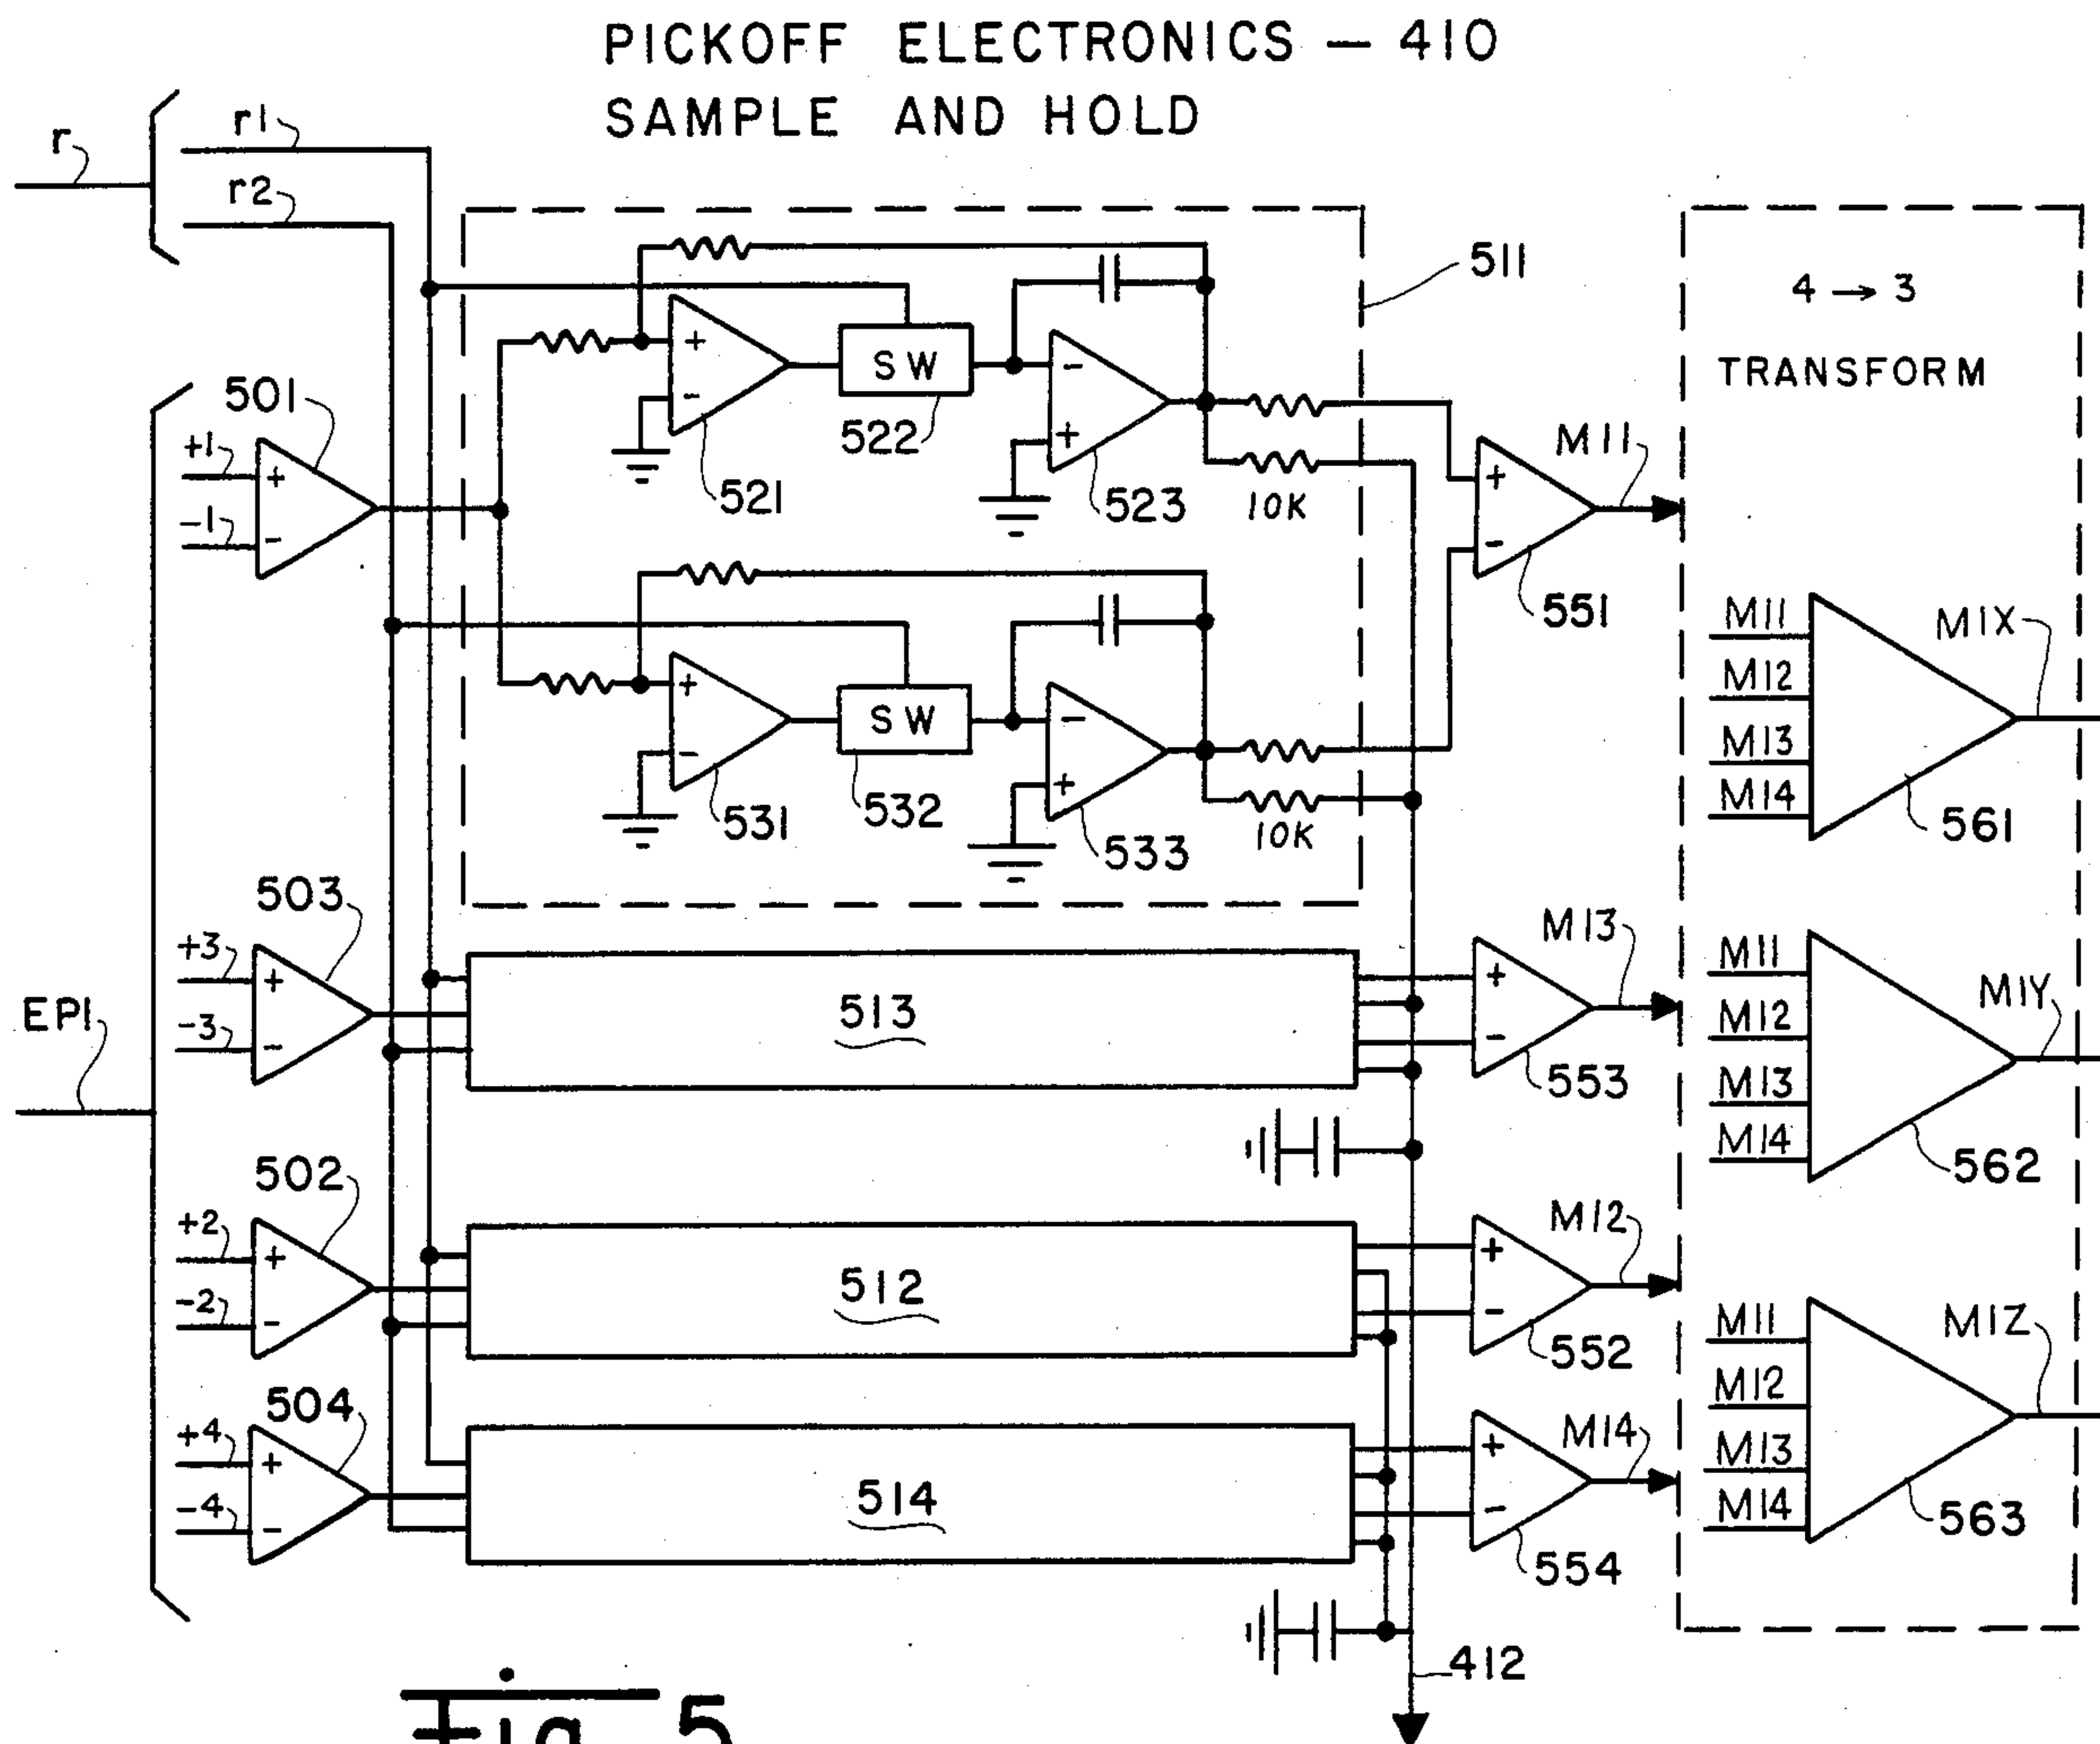 PICKOFF ELECTRONICS — 410
SAMPLE AND HOLD
r
r1
r2
511
4 → 3
TRANSFORM
+
-
SW
522
521
-
+
523
10K
501
+1
-1
+
-
+
-
M11
551
+
-
SW
532
531
-
+
533
10K
M11
M12
M13
M14
M1X
561
503
+3
-3
+
-
513
+
-
M13
553
EP1
M11
M12
M13
M14
M1Y
562
502
+2
-2
+
-
512
+
-
M12
552
504
+4
-4
+
-
514
+
-
M14
554
M11
M12
M13
M14
M1Z
563
412
Fig 5